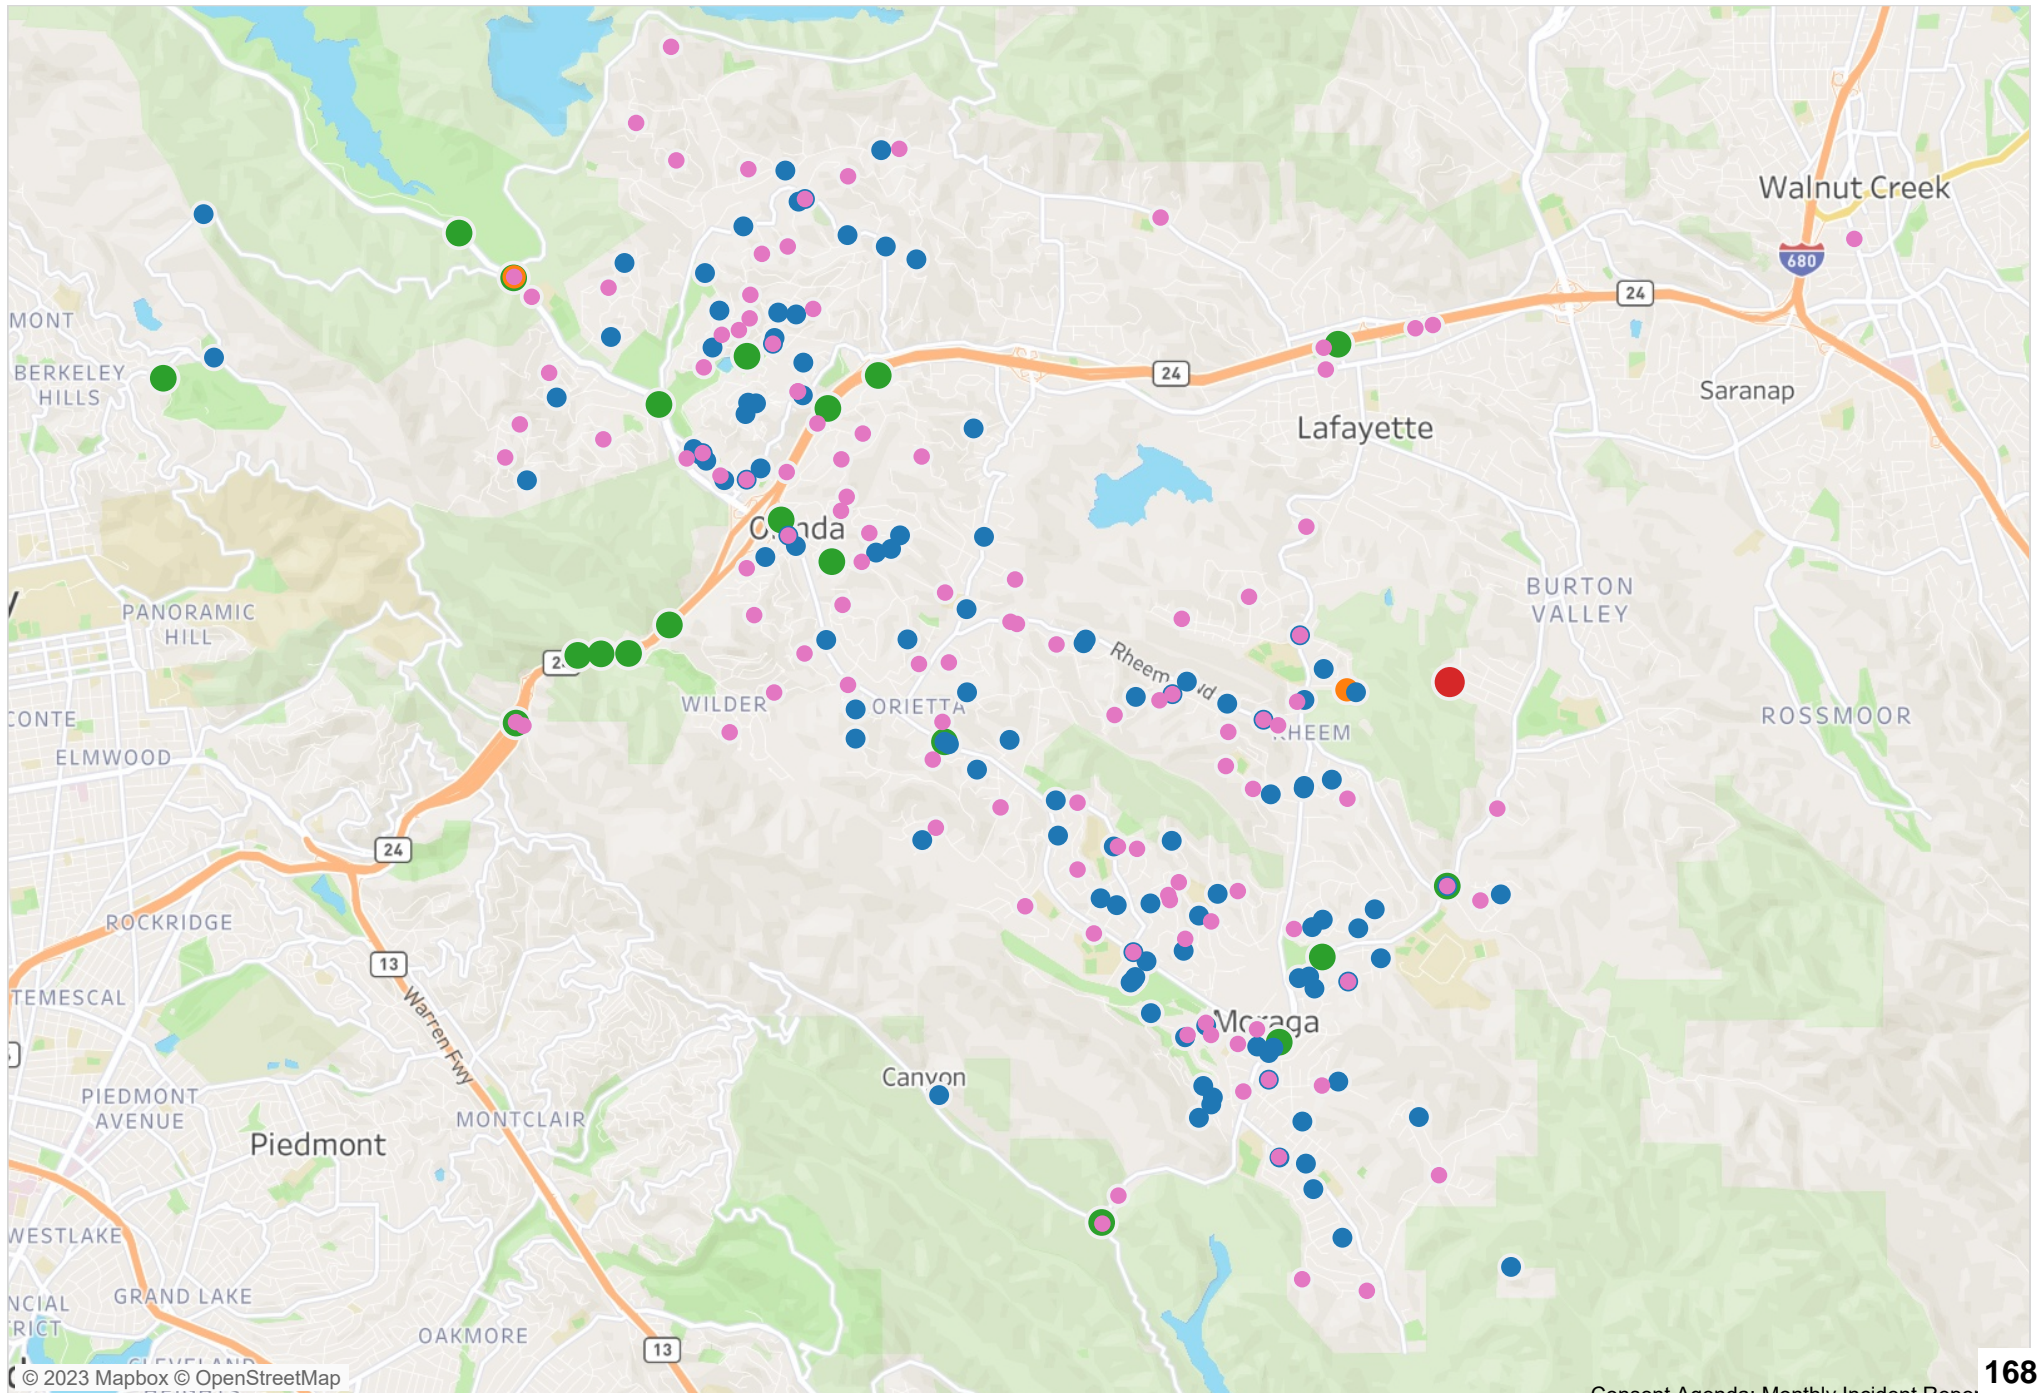 Walnut Creek
680
24
MONT
BERKELEY
HILLS
24
Saranap
Lafayette
BURTON
VALLEY
PANORAMIC
HILL
Rheem
WILDER
ORIETTA
ROSSMOOR
CONTE
RHEEM
ELMWOOD
24
ROCKRIDGE
13
TEMESCAL
Warren Fwy
Moraga
Canyon
PIEDMONT
AVENUE
MONTCLAIR
Piedmont
WESTLAKE
GRAND LAKE
OAKMORE
13
© 2023 Mapbox © OpenStreetMap
168